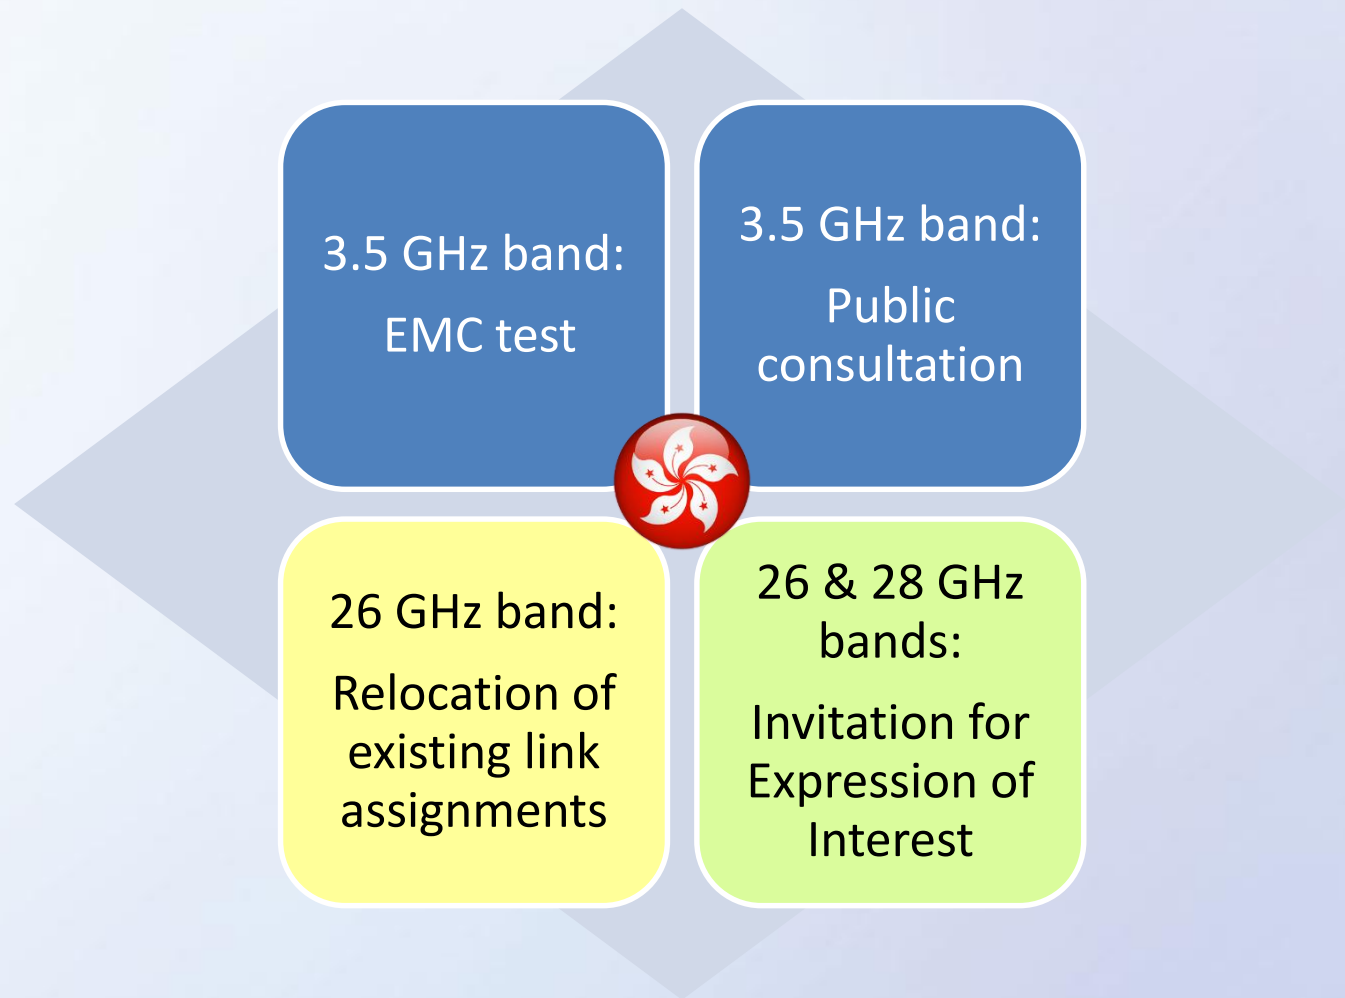 3.5 GHz band:
EMC test
3.5 GHz band:
Public
consultation
26 GHz band:
Relocation of
existing link
assignments
26 & 28 GHz
bands:
Invitation for
Expression of
Interest